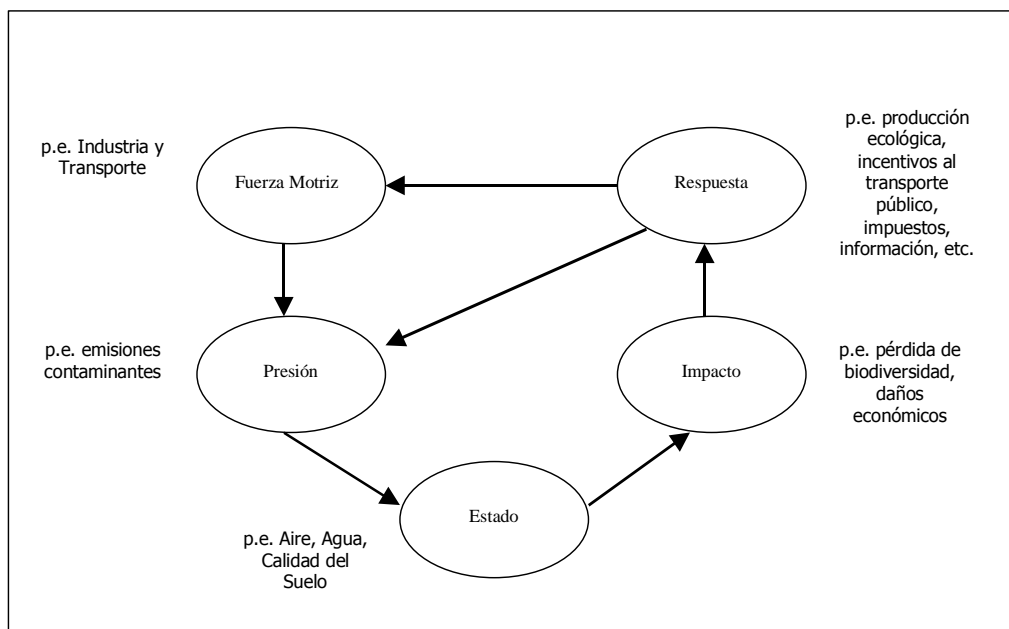 p.e. Industria y
Transporte
Fuerza Motriz
Respuesta
p.e. producción
ecológica,
incentivos al
transporte
público,
impuestos,
información, etc.
p.e. emisiones
contaminantes
Presión
Impacto
p.e. pérdida de
biodiversidad,
daños
económicos
Estado
p.e. Aire, Agua,
Calidad del
Suelo